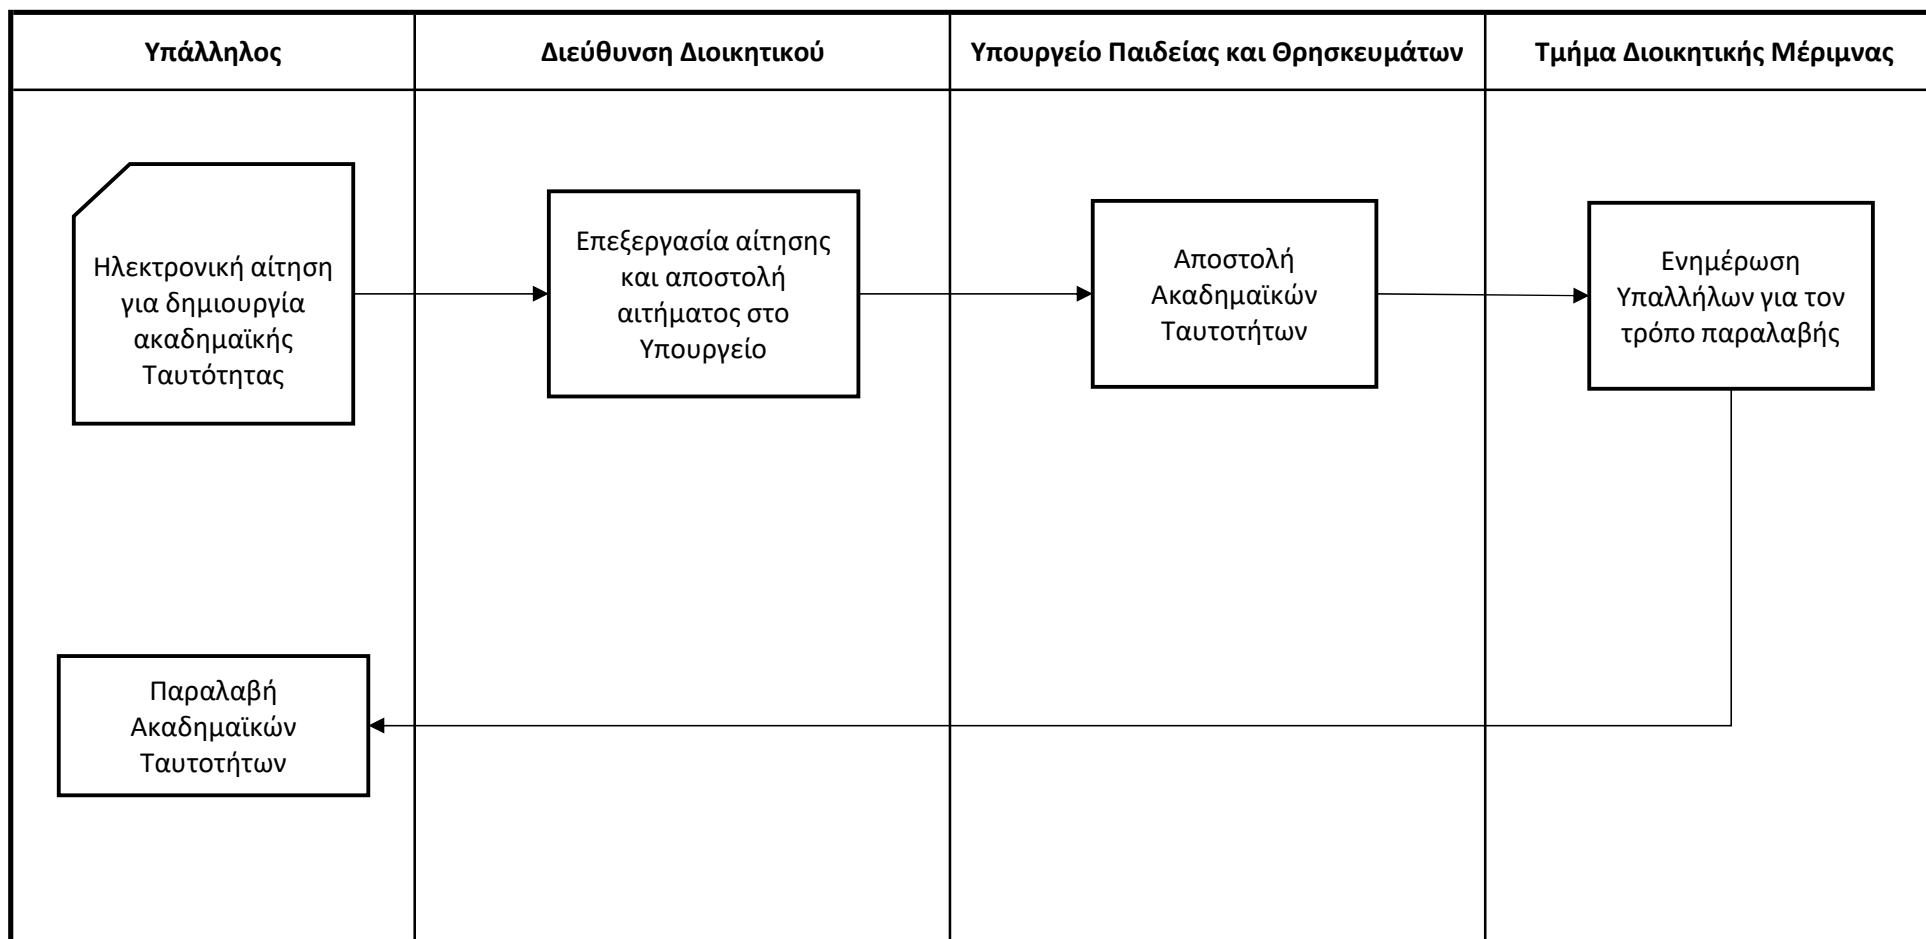 Υπάλληλος
Διεύθυνση Διοικητικού
Υπουργείο Παιδείας και Θρησκευμάτων
Τμήμα Διοικητικής Μέριμνας
Ηλεκτρονική αίτηση
για δημιουργία
ακαδημαϊκής
Ταυτότητας
Επεξεργασία αίτησης
και αποστολή
αιτήματος στο
Υπουργείο
Αποστολή
Ακαδημαϊκών
Ταυτοτήτων
Ενημέρωση
Υπαλλήλων για τον
τρόπο παραλαβής
Παραλαβή
Ακαδημαϊκών
Ταυτοτήτων